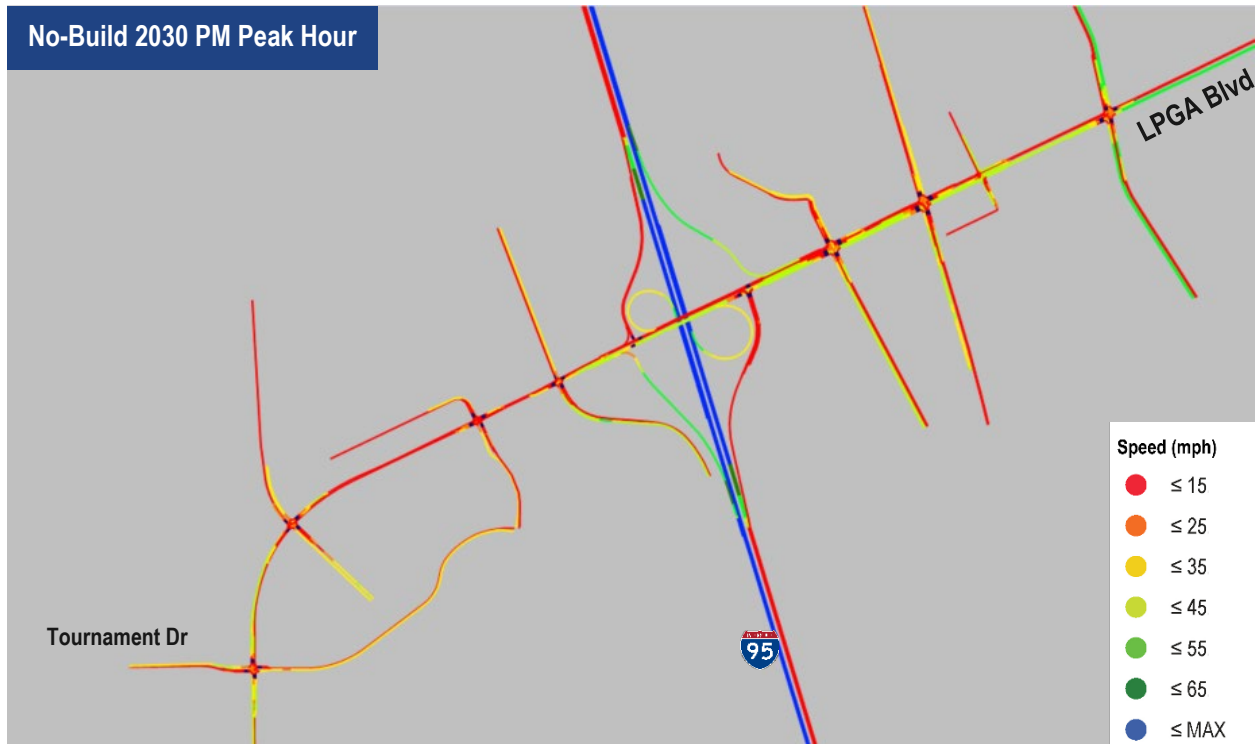 No-Build 2030 PM Peak Hour
LPGA Blvd
Tournament Dr
95
Speed (mph)
≤ 15
≤ 25
≤ 35
≤ 45
≤ 55
≤ 65
≤ MAX